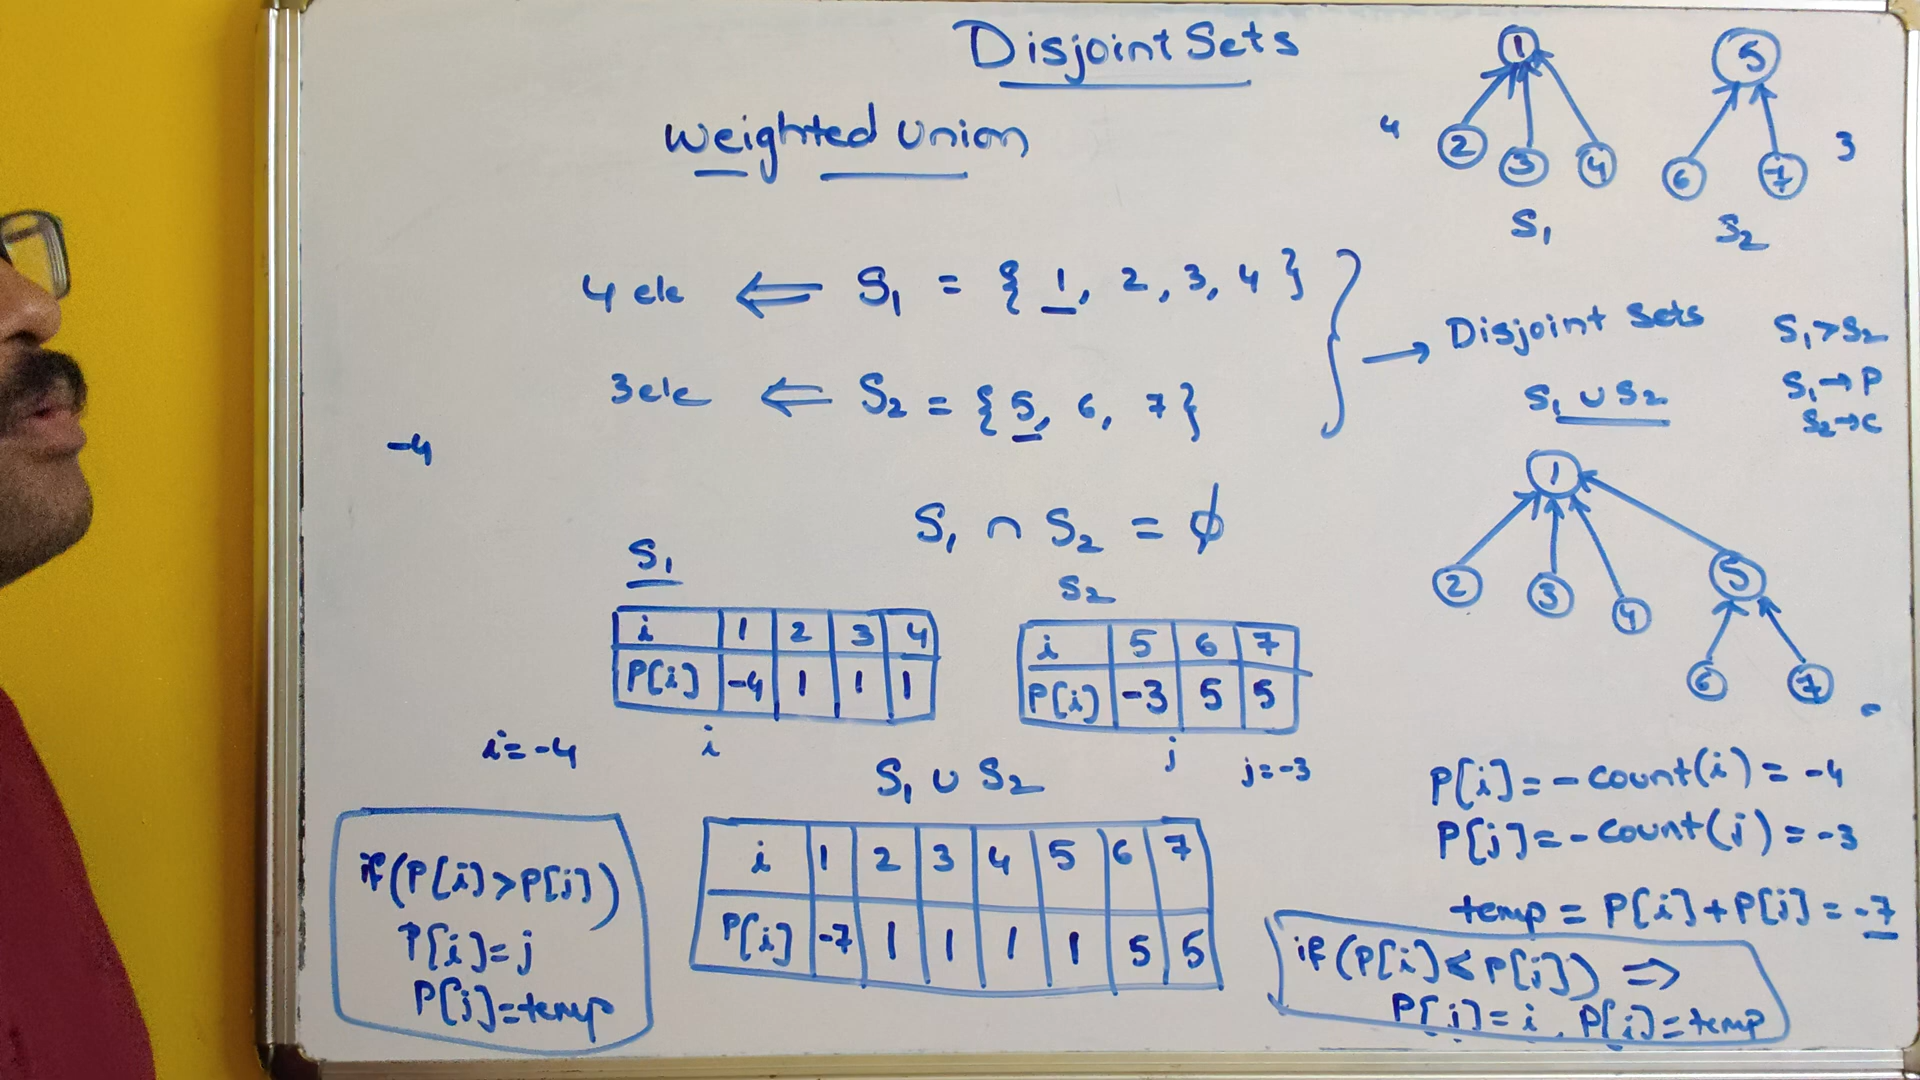 Disjoint Sets
Weighted Union
1
2 3 4
4
S1
5
6 7
3
S2
4 ele ⇐ S1 = { 1, 2, 3, 4 }
3 ele ⇐ S2 = { 5, 6, 7 }
→ Disjoint Sets
S1 > S2
S1 → P
S2 → C
S1 ∪ S2
-4
S1 ∩ S2 = ϕ
1
2 3 4 5
6 7
S1
i 1 2 3 4
P[i] -4 1 1 1
i
i = -4
S2
i 5 6 7
P[i] -3 5 5
j
j = -3
S1 ∪ S2
i 1 2 3 4 5 6 7
P[i] -7 1 1 1 1 5 5
if (P[i] > P[j])
P[i] = j
P[j] = temp
P[i] = - count(i) = -4
P[j] = - count(j) = -3
temp = P[i] + P[j] = -7
if (P[i] < P[j]) ⇒
P[j] = i, P[i] = temp